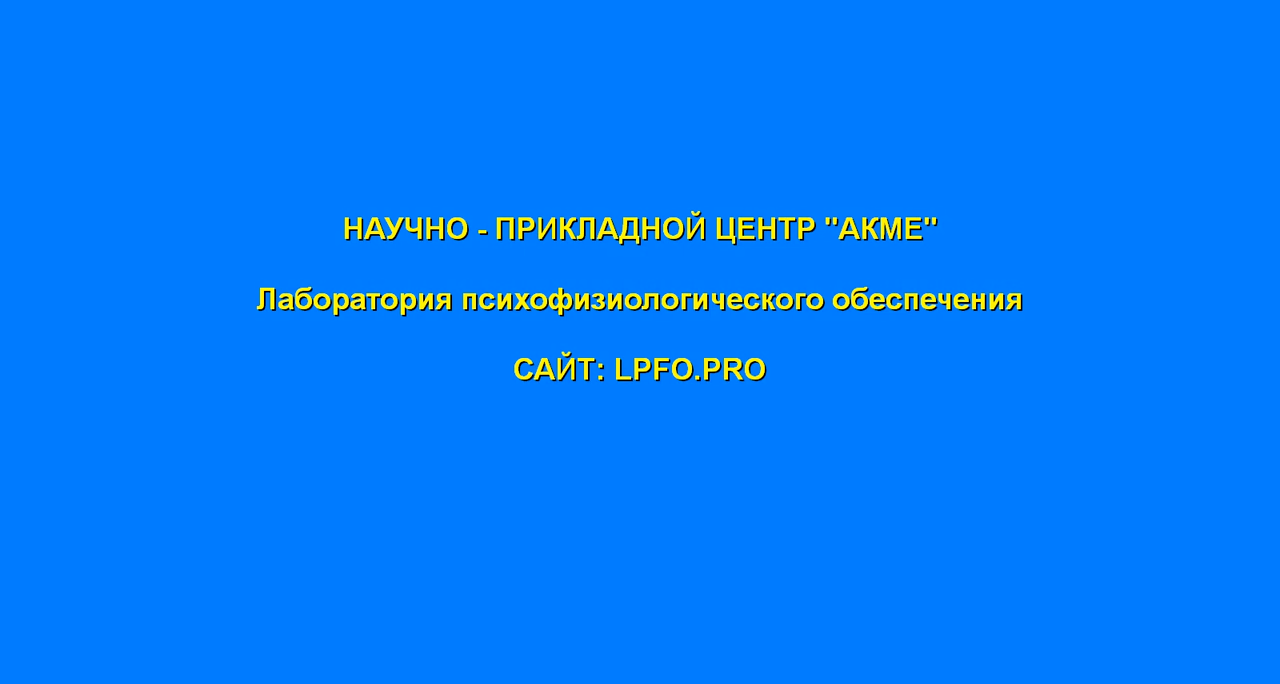 НАУЧНО - ПРИКЛАДНОЙ ЦЕНТР "АКМЕ"
Лаборатория психофизиологического обеспечения
САЙТ: LPFO.PRO